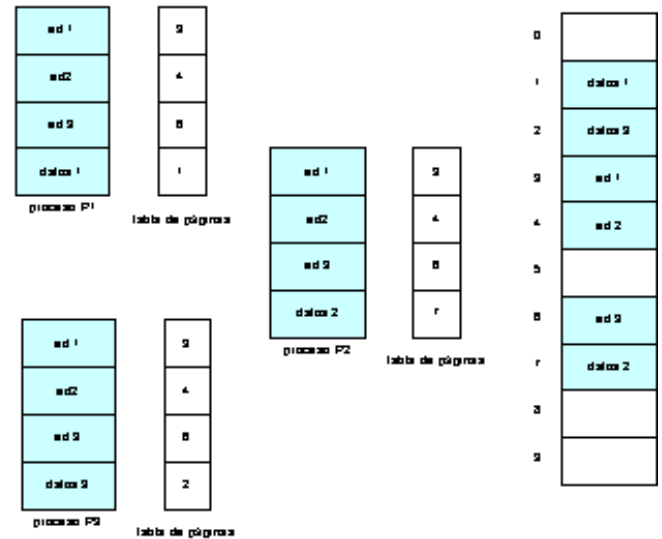 ed 1
ed2
ed 3
datos 1
proceso P1
3
4
6
1
tabla de páginas
ed 1
ed2
ed 3
datos 2
proceso P2
3
4
6
7
tabla de páginas
ed 1
ed2
ed 3
datos 3
proceso P3
3
4
6
2
tabla de páginas
0
1 datos 1
2 datos 3
3 ed 1
4 ed 2
5
6 ed 3
7 datos 2
8
9